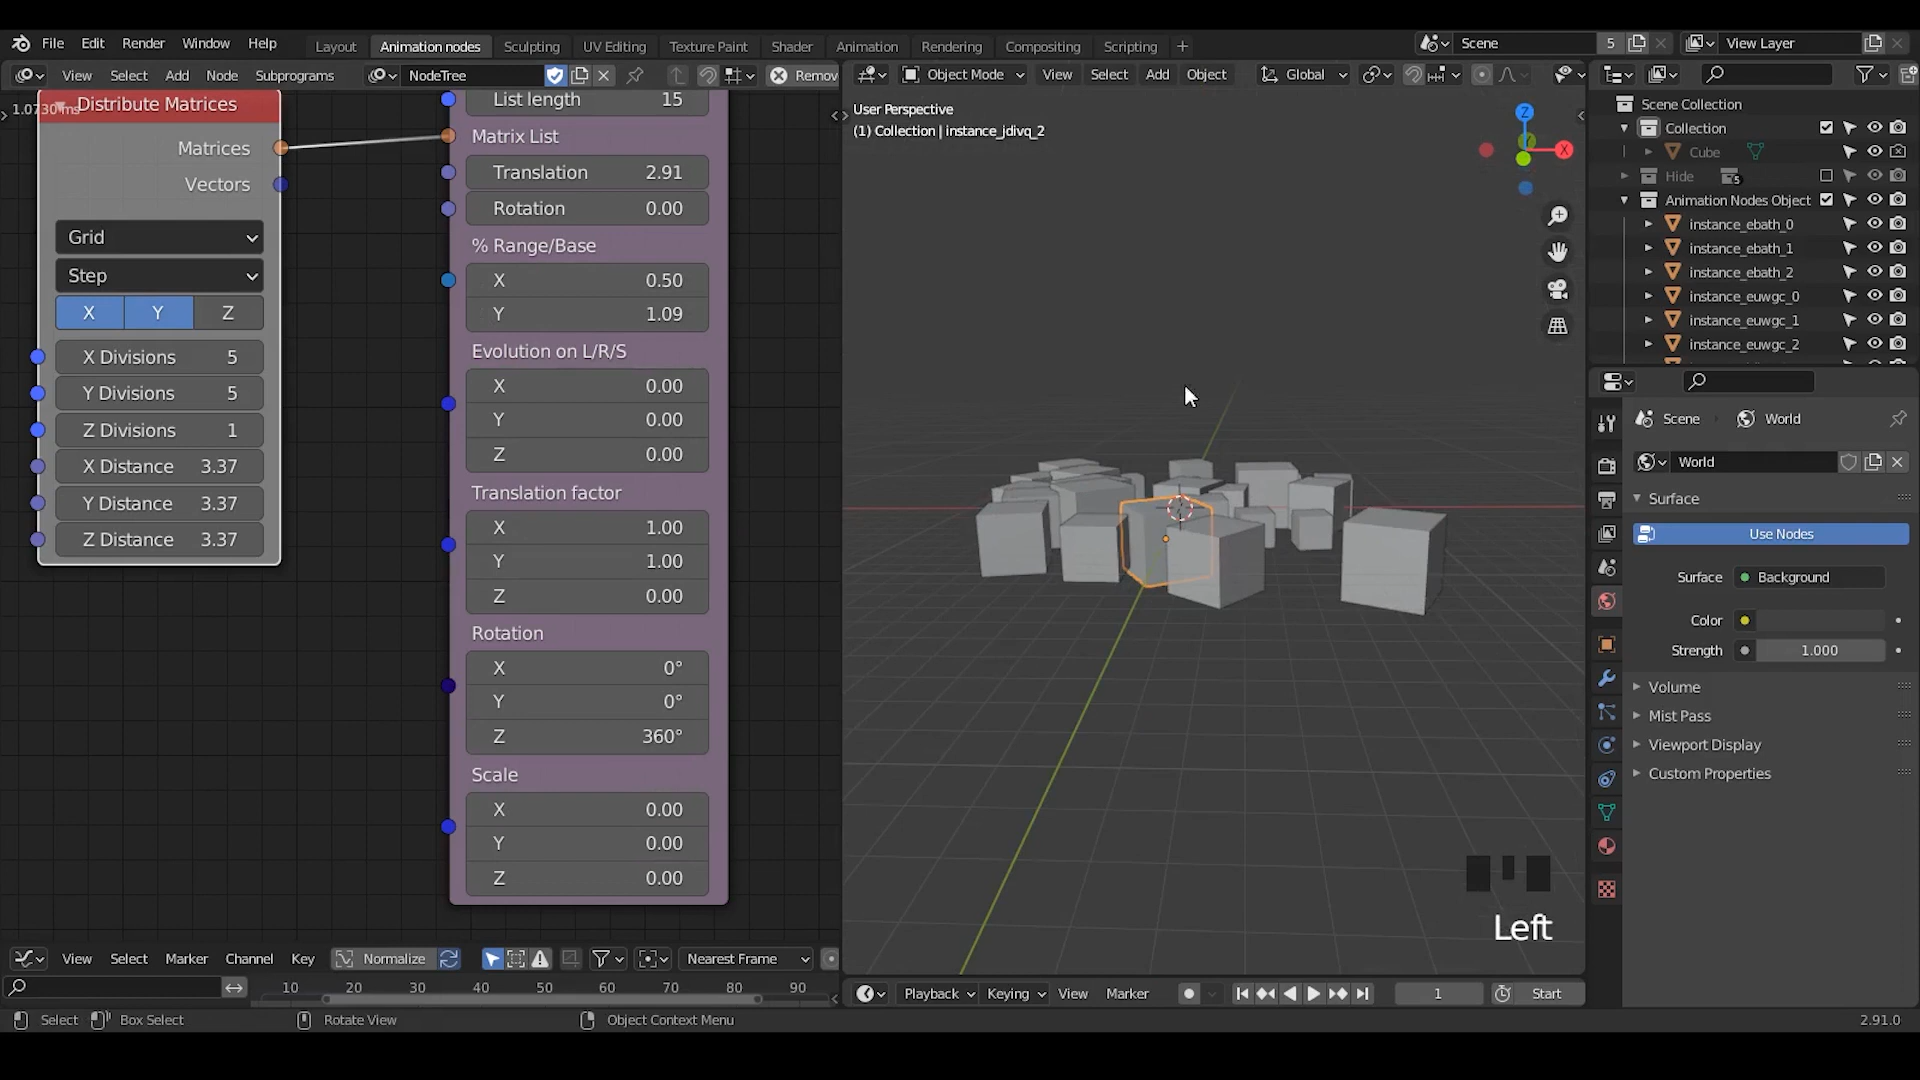 File Edit Render Window Help Layout Animation nodes Sculpting UV Editing Texture Paint Shader Animation Rendering Compositing Scripting + Scene 5 View Layer
View Select Add Node Subprograms NodeTree Remov
Object Mode View Select Add Object Global
1.0730ms
Distribute Matrices
Matrices
Vectors
Grid
Step
X Y Z
X Divisions 5
Y Divisions 5
Z Divisions 1
X Distance 3.37
Y Distance 3.37
Z Distance 3.37
List length 15
Matrix List
Translation 2.91
Rotation 0.00
% Range/Base
X 0.50
Y 1.09
Evolution on L/R/S
X 0.00
Y 0.00
Z 0.00
Translation factor
X 1.00
Y 1.00
Z 0.00
Rotation
X 0°
Y 0°
Z 360°
Scale
X 0.00
Y 0.00
Z 0.00
User Perspective
(1) Collection | instance_jdivq_2
Z
X
Left
Scene Collection
Collection
Cube
Hide 5
Animation Nodes Object
instance_ebath_0
instance_ebath_1
instance_ebath_2
instance_euwgc_0
instance_euwgc_1
instance_euwgc_2
Scene World
World
Surface
Use Nodes
Surface Background
Color
Strength 1.000
Volume
Mist Pass
Viewport Display
Custom Properties
View Select Marker Channel Key Normalize Nearest Frame
10 20 30 40 50 60 70 80 90
Playback Keying View Marker 1 Start
Select Box Select Rotate View Object Context Menu 2.91.0